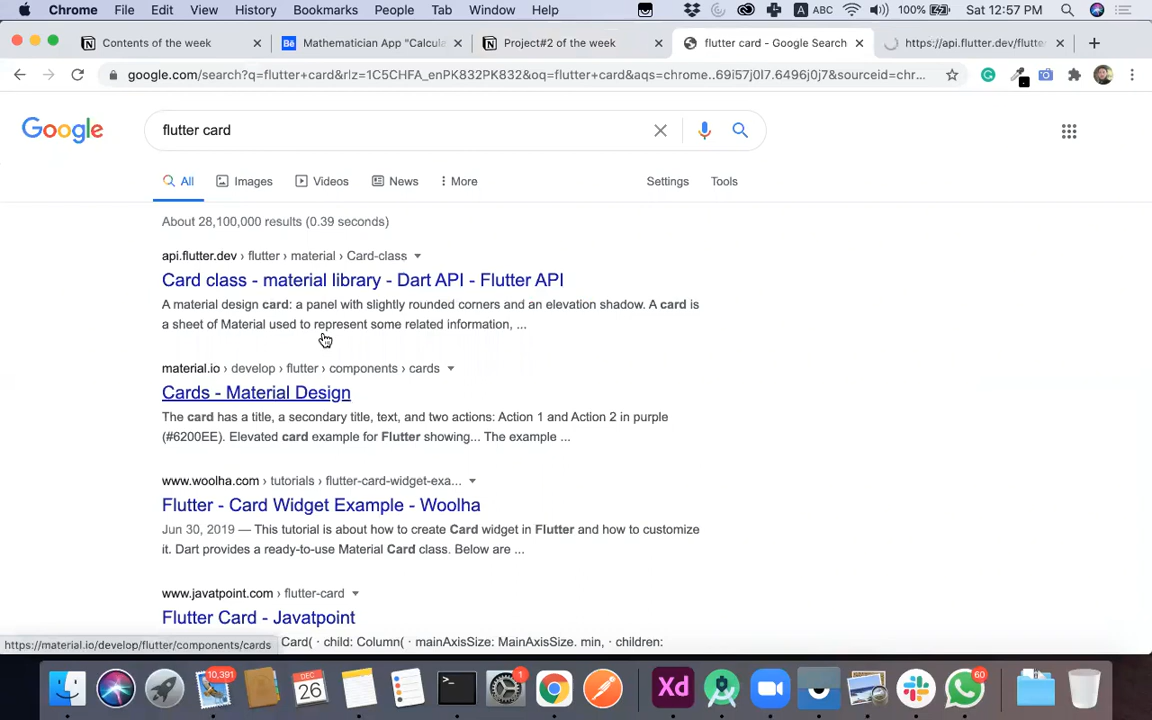 Chrome File Edit View History Bookmarks People Tab Window Help A ABC 100% Sat 12:57 PM
Contents of the week
Bē Mathematician App "Calcule
Project#2 of the week
flutter card - Google Search
https://api.flutter.dev/flutte
google.com/search?q=flutter+card&rlz=1C5CHFA_enPK832PK832&oq=flutter+card&aqs=chrome..69i57j0l7.6496j0j7&sourceid=chr...
Google
flutter card
All Images Videos News More Settings Tools
About 28,100,000 results (0.39 seconds)
api.flutter.dev › flutter › material › Card-class
Card class - material library - Dart API - Flutter API
A material design card: a panel with slightly rounded corners and an elevation shadow. A card is
a sheet of Material used to represent some related information, ...
material.io › develop › flutter › components › cards
Cards - Material Design
The card has a title, a secondary title, text, and two actions: Action 1 and Action 2 in purple
(#6200EE). Elevated card example for Flutter showing... The example ...
www.woolha.com › tutorials › flutter-card-widget-exa...
Flutter - Card Widget Example - Woolha
Jun 30, 2019 — This tutorial is about how to create Card widget in Flutter and how to customize
it. Dart provides a ready-to-use Material Card class. Below are ...
www.javatpoint.com › flutter-card
Flutter Card - Javatpoint
Card( · child: Column( · mainAxisSize: MainAxisSize. min, · children:
https://material.io/develop/flutter/components/cards
10,391
DEC
26
1
Xd
60